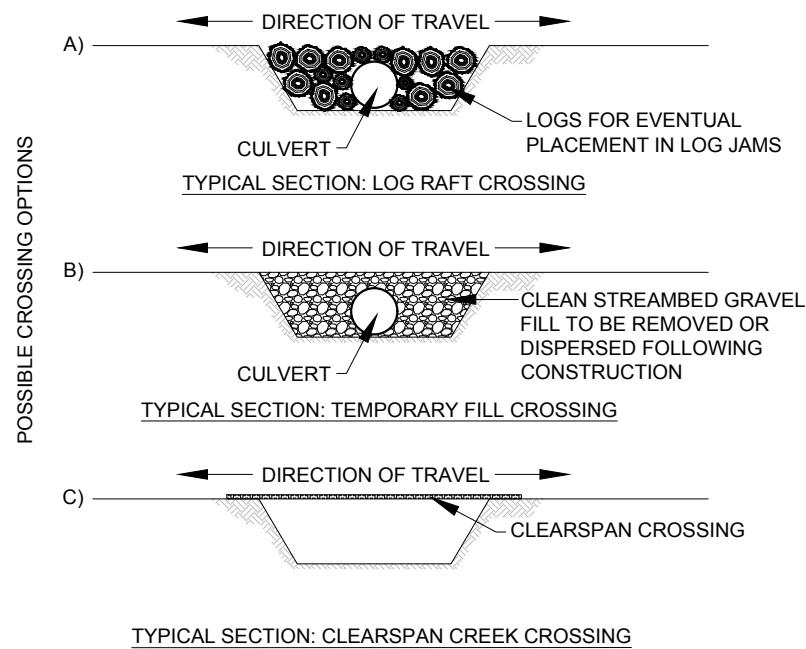 POSSIBLE CROSSING OPTIONS
A)
DIRECTION OF TRAVEL
CULVERT
LOGS FOR EVENTUAL
PLACEMENT IN LOG JAMS
TYPICAL SECTION: LOG RAFT CROSSING
B)
DIRECTION OF TRAVEL
CLEAN STREAMBED GRAVEL
FILL TO BE REMOVED OR
DISPERSED FOLLOWING
CONSTRUCTION
CULVERT
TYPICAL SECTION: TEMPORARY FILL CROSSING
C)
DIRECTION OF TRAVEL
CLEARSPAN CROSSING
TYPICAL SECTION: CLEARSPAN CREEK CROSSING